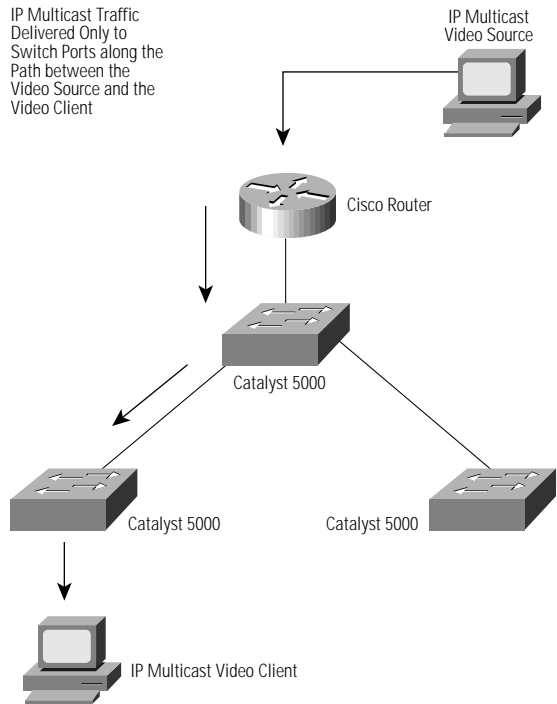 IP Multicast Traffic
Delivered Only to
Switch Ports along the
Path between the
Video Source and the
Video Client
IP Multicast
Video Source
Cisco Router
Catalyst 5000
Catalyst 5000
Catalyst 5000
IP Multicast Video Client